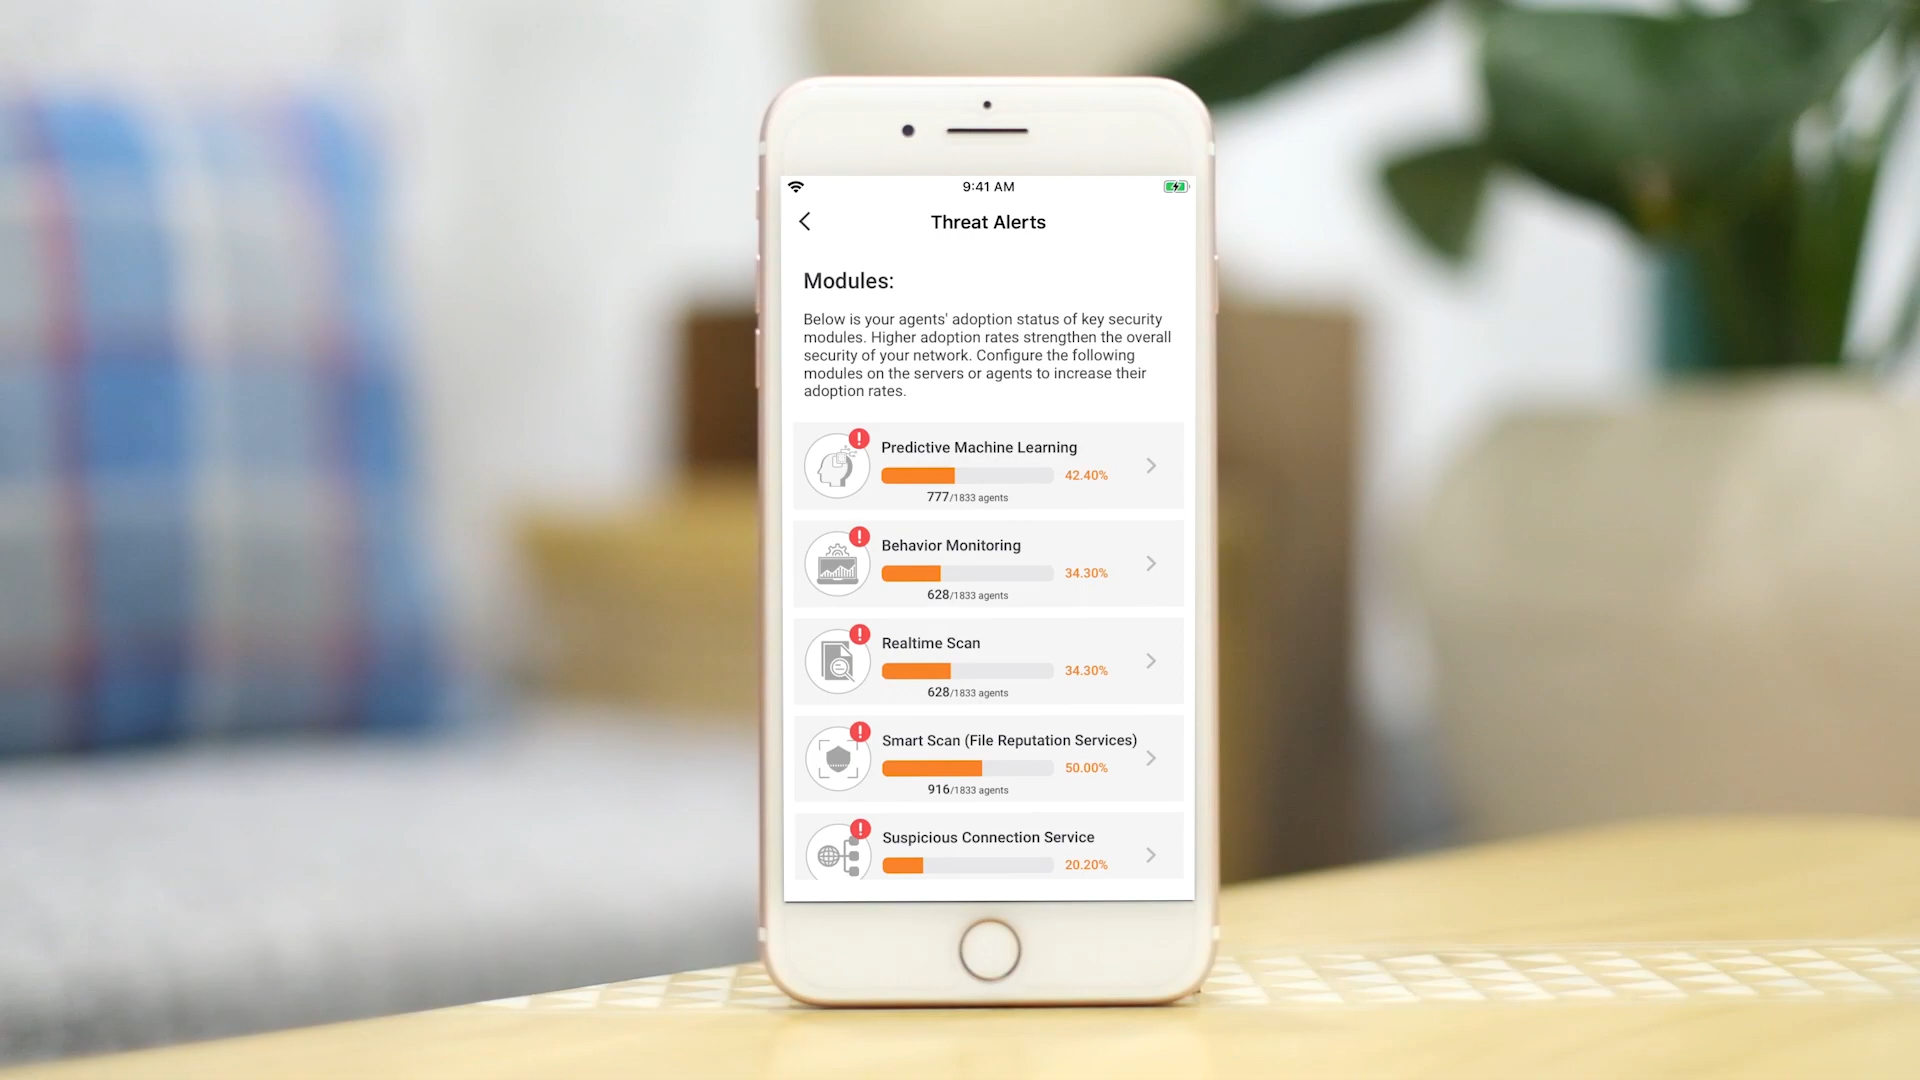 9:41 AM
Threat Alerts
Modules:
Below is your agents' adoption status of key security
modules. Higher adoption rates strengthen the overall
security of your network. Configure the following
modules on the servers or agents to increase their
adoption rates.
Predictive Machine Learning
42.40%
777/1833 agents
Behavior Monitoring
34.30%
628/1833 agents
Realtime Scan
34.30%
628/1833 agents
Smart Scan (File Reputation Services)
50.00%
916/1833 agents
Suspicious Connection Service
20.20%